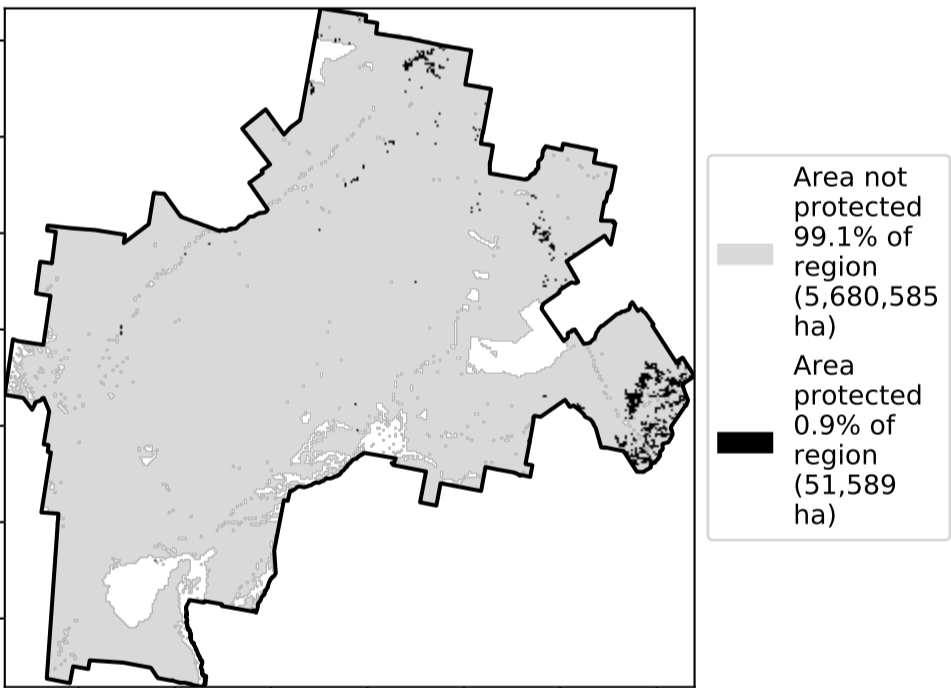 Area not
protected
99.1% of
region
(5,680,585
ha)
Area
protected
0.9% of
region
(51,589
ha)